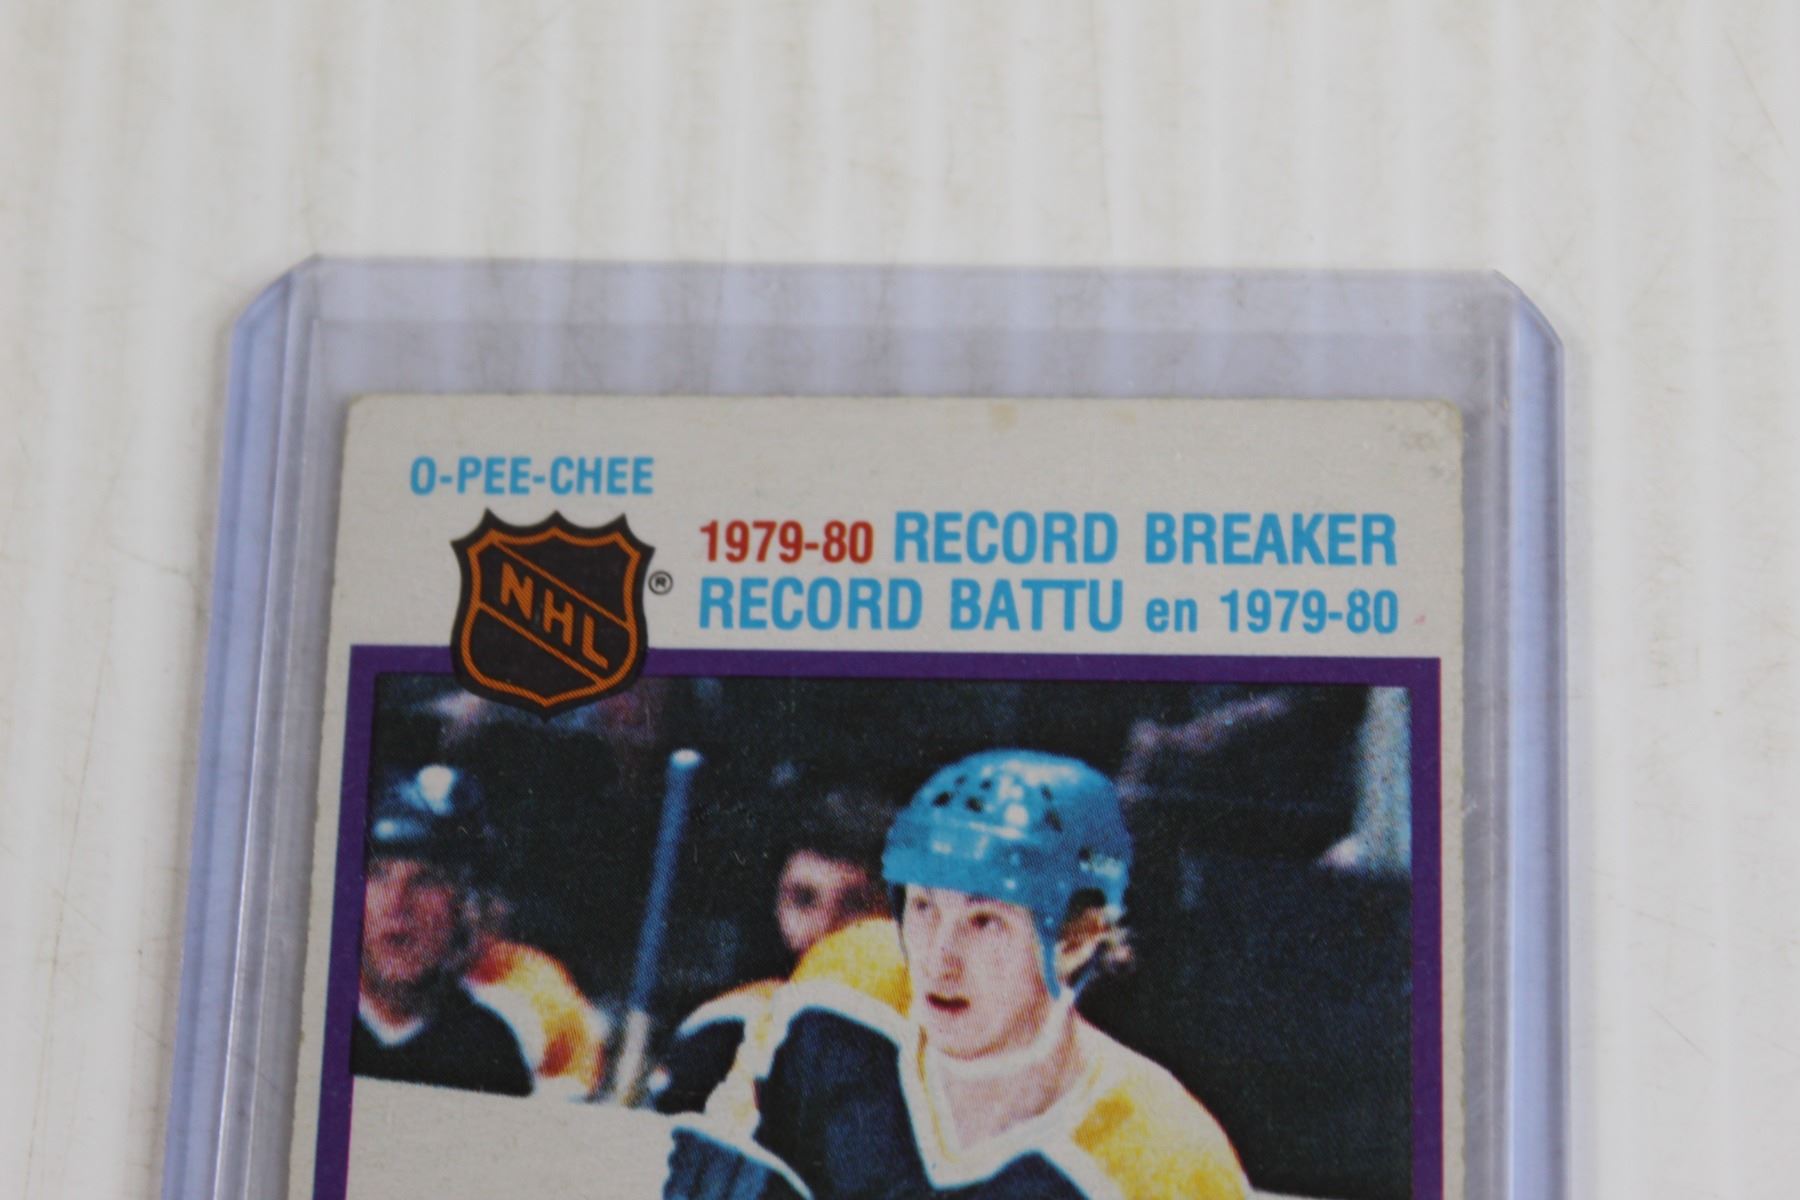 O-PEE-CHEE
NHL ®
1979-80 RECORD BREAKER
RECORD BATTU en 1979-80